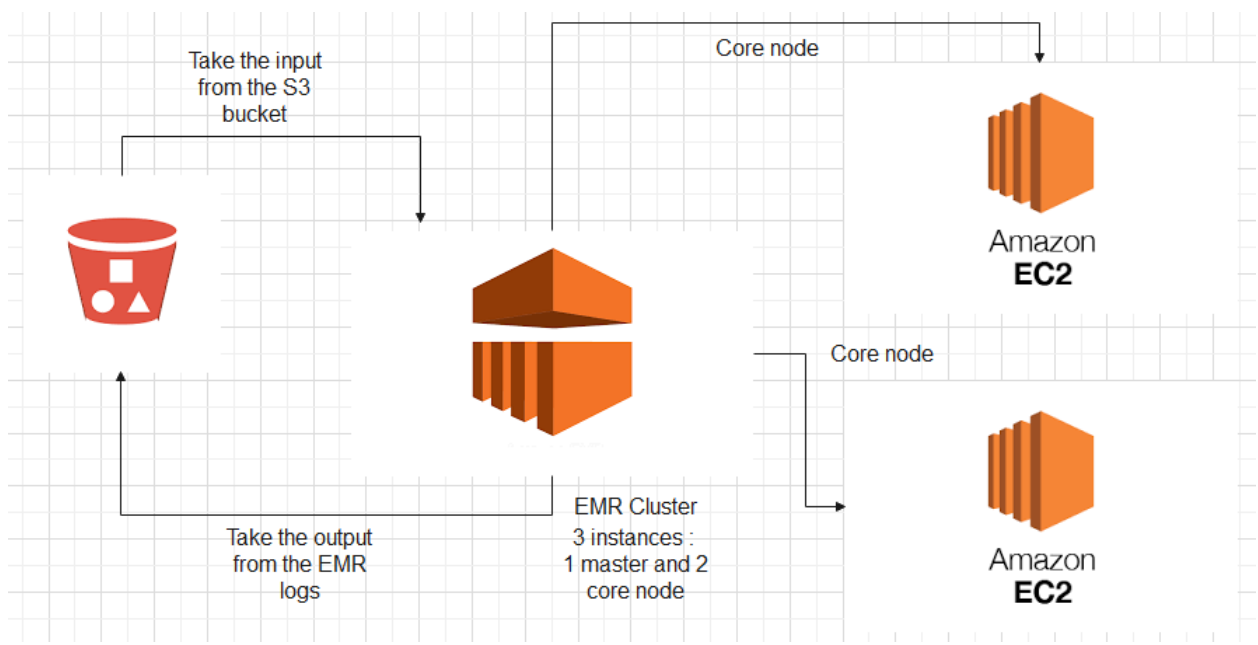 Take the input
from the S3
bucket
Core node
Amazon
EC2
Core node
Amazon
EC2
EMR Cluster
3 instances :
1 master and 2
core node
Take the output
from the EMR
logs